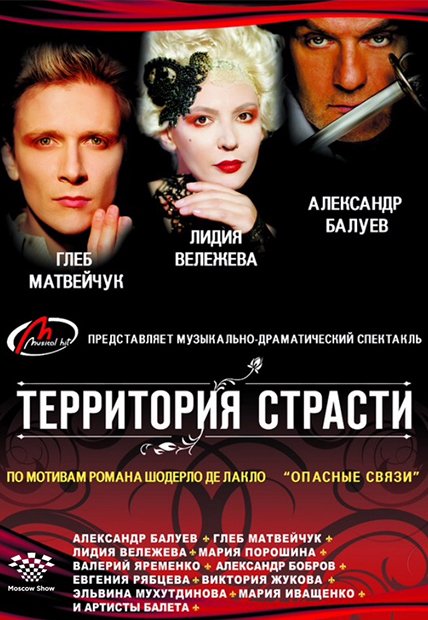 ГЛЕБ
МАТВЕЙЧУК
ЛИДИЯ
ВЕЛЕЖЕВА
АЛЕКСАНДР
БАЛУЕВ
M
Musical hit
ПРЕДСТАВЛЯЕТ МУЗЫКАЛЬНО-ДРАМАТИЧЕСКИЙ СПЕКТАКЛЬ
ТЕРРИТОРИЯ СТРАСТИ
ПО МОТИВАМ РОМАНА ШОДЕРЛО ДЕ ЛАКЛО "ОПАСНЫЕ СВЯЗИ"
АЛЕКСАНДР БАЛУЕВ + ГЛЕБ МАТВЕЙЧУК +
ЛИДИЯ ВЕЛЕЖЕВА + МАРИЯ ПОРОШИНА +
ВАЛЕРИЙ ЯРЕМЕНКО + АЛЕКСАНДР БОБРОВ +
ЕВГЕНИЯ РЯБЦЕВА + ВИКТОРИЯ ЖУКОВА +
ЭЛЬВИНА МУХУТДИНОВА + МАРИЯ ИВАЩЕНКО +
И АРТИСТЫ БАЛЕТА +
Moscow Show